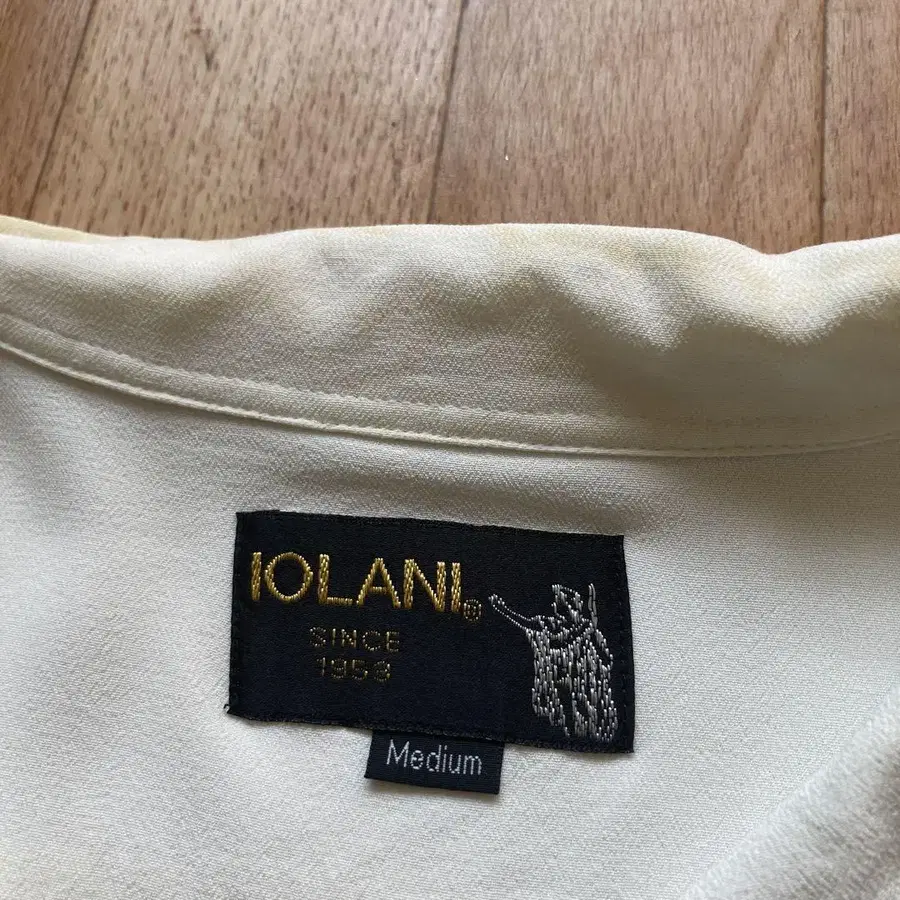 IOLANI®
SINCE
1953
Medium